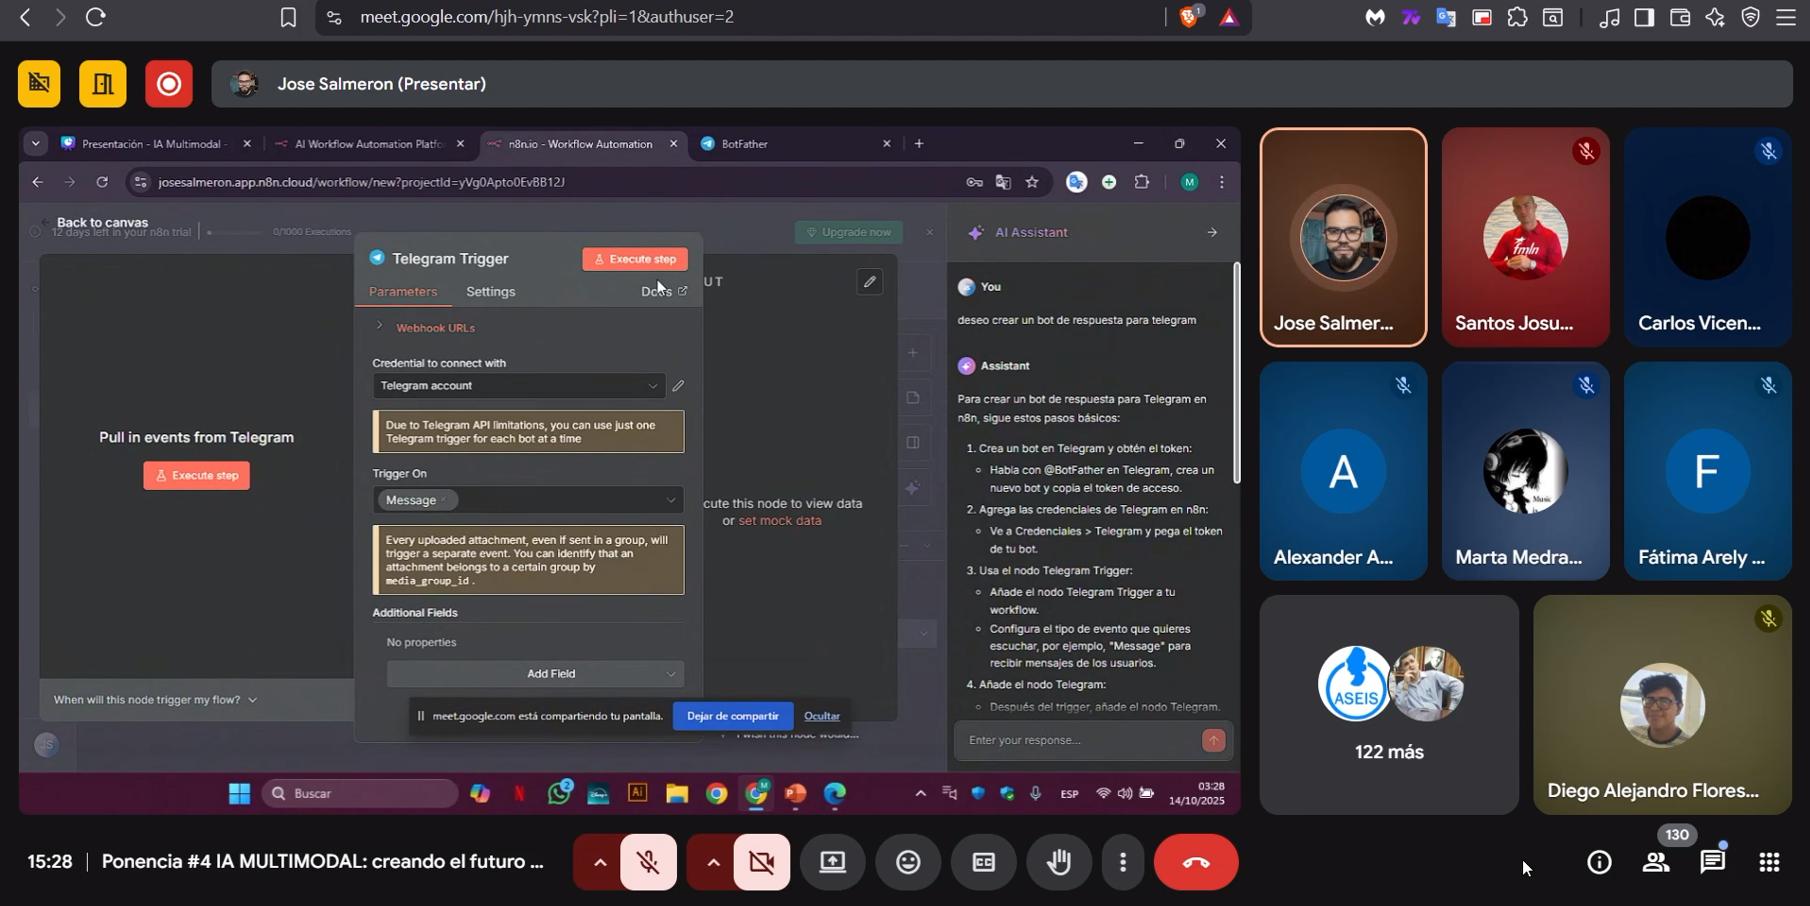 meet.google.com/hjh-ymns-vsk?pli=1&authuser=2
1
Jose Salmeron (Presentar)
Presentación - IA Multimodal -
AI Workflow Automation Platfo
n8n.io - Workflow Automation
BotFather
josesalmeron.app.n8n.cloud/workflow/new?projectId=yVg0Apto0EvBB12J
M
Back to canvas
12 days left in your n8n trial
0/1000 Executions
Upgrade now
Telegram Trigger
Execute step
Parameters
Settings
Docs
UT
Webhook URLs
Credential to connect with
Telegram account
Due to Telegram API limitations, you can use just one
Telegram trigger for each bot at a time
Pull in events from Telegram
Execute step
Trigger On
Message
cute this node to view data
or set mock data
Every uploaded attachment, even if sent in a group, will
trigger a separate event. You can identify that an
attachment belongs to a certain group by
media_group_id .
Additional Fields
No properties
Add Field
When will this node trigger my flow?
meet.google.com está compartiendo tu pantalla.
Dejar de compartir
Ocultar
I wish this node would...
JS
AI Assistant
You
deseo crear un bot de respuesta para telegram
Assistant
Para crear un bot de respuesta para Telegram en
n8n, sigue estos pasos básicos:
1. Crea un bot en Telegram y obtén el token:
Habla con @BotFather en Telegram, crea un
nuevo bot y copia el token de acceso.
2. Agrega las credenciales de Telegram en n8n:
Ve a Credenciales > Telegram y pega el token
de tu bot.
3. Usa el nodo Telegram Trigger:
Añade el nodo Telegram Trigger a tu
workflow.
Configura el tipo de evento que quieres
escuchar, por ejemplo, "Message" para
recibir mensajes de los usuarios.
4. Añade el nodo Telegram:
Después del trigger, añade el nodo Telegram.
Enter your response...
Buscar
2
ESP
03:28
14/10/2025
Jose Salmer...
Santos Josu...
Carlos Vicen...
A
Alexander A...
Marta Medra...
F
Fátima Arely ...
ASEIS
122 más
Diego Alejandro Flores...
15:28
Ponencia #4 IA MULTIMODAL: creando el futuro ...
130